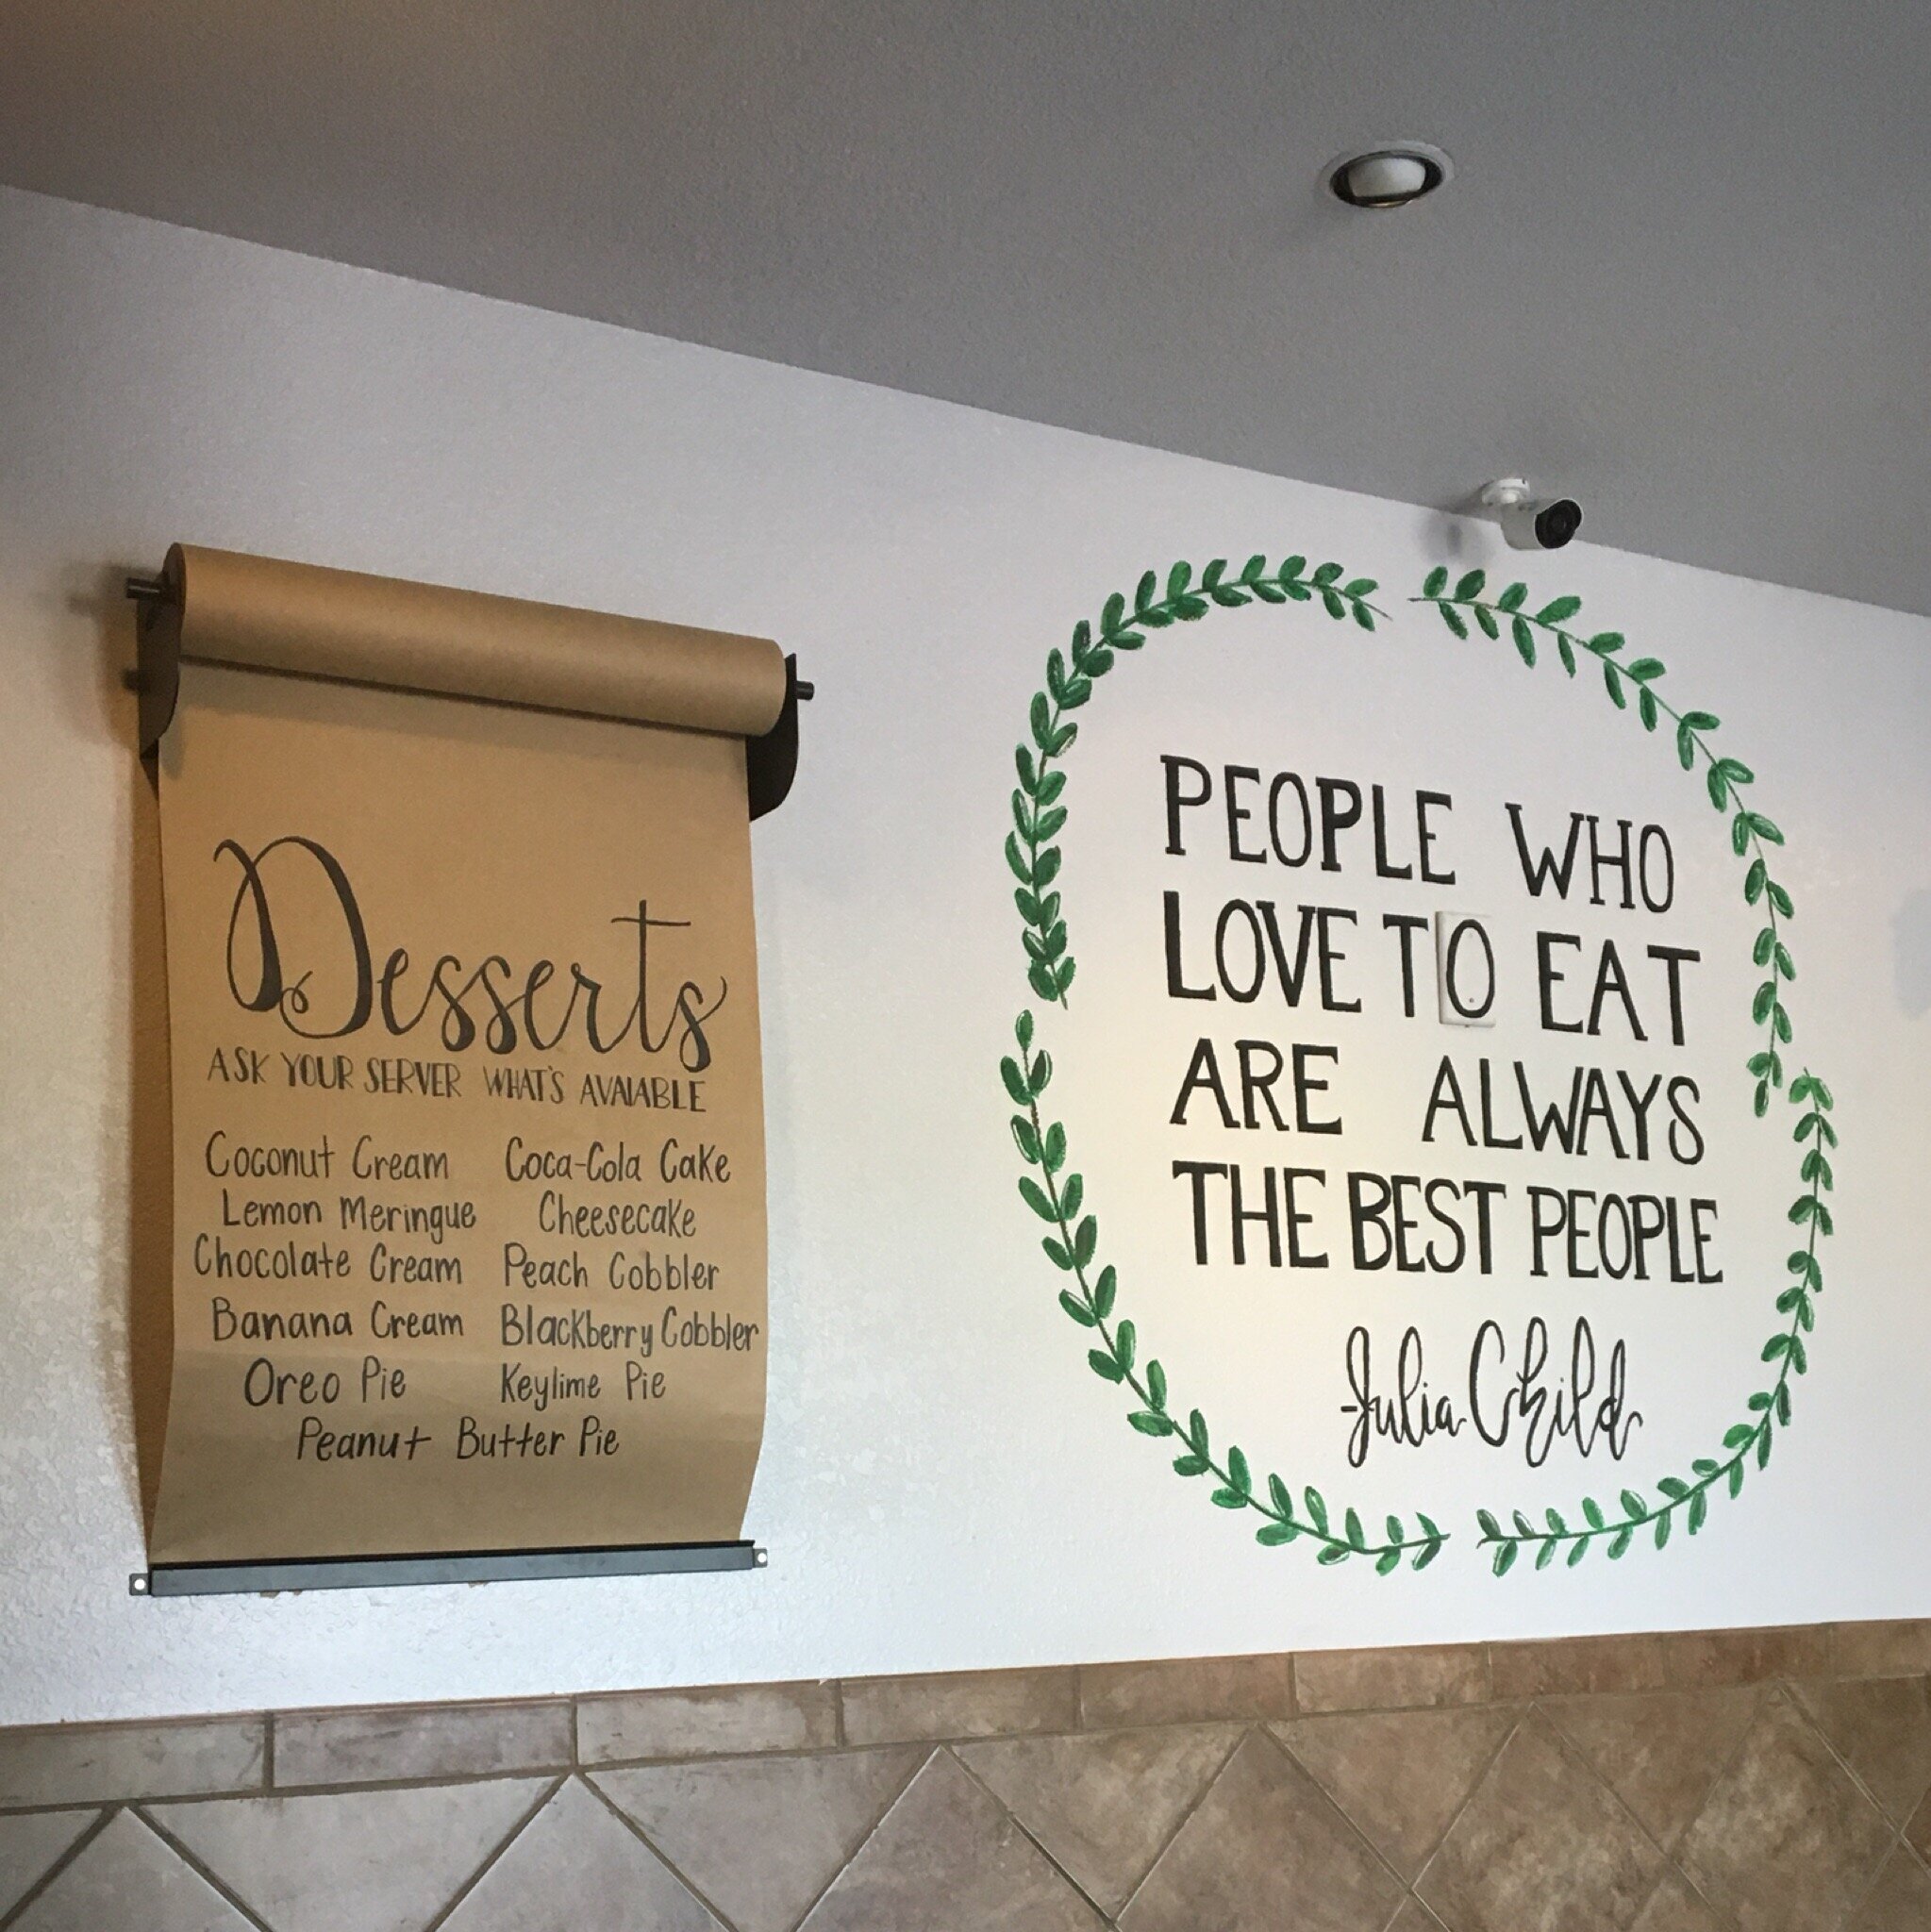 Desserts
ASK YOUR SERVER WHAT'S AVAIABLE
Coconut Cream
Lemon Meringue
Chocolate Cream
Banana Cream
Oreo Pie
Coca-Cola Cake
Cheesecake
Peach Cobbler
Blackberry Cobbler
Keylime Pie
Peanut Butter Pie
PEOPLE WHO
LOVE TO EAT
ARE ALWAYS
THE BEST PEOPLE
-Julia Child